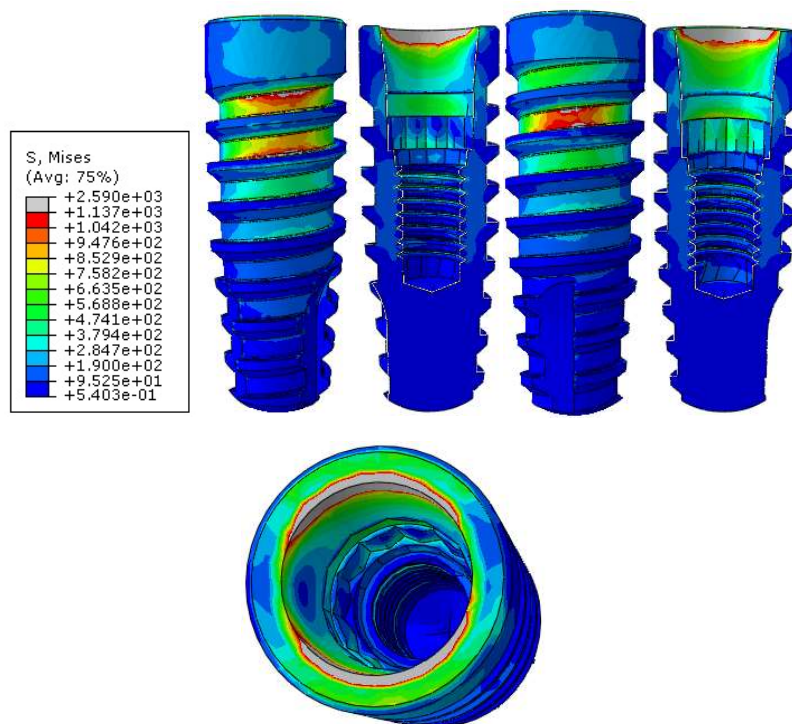 S, Mises
(Avg: 75%)
+2.590e+03
+1.137e+03
+1.042e+03
+9.476e+02
+8.529e+02
+7.582e+02
+6.635e+02
+5.688e+02
+4.741e+02
+3.794e+02
+2.847e+02
+1.900e+02
+9.525e+01
+5.403e-01